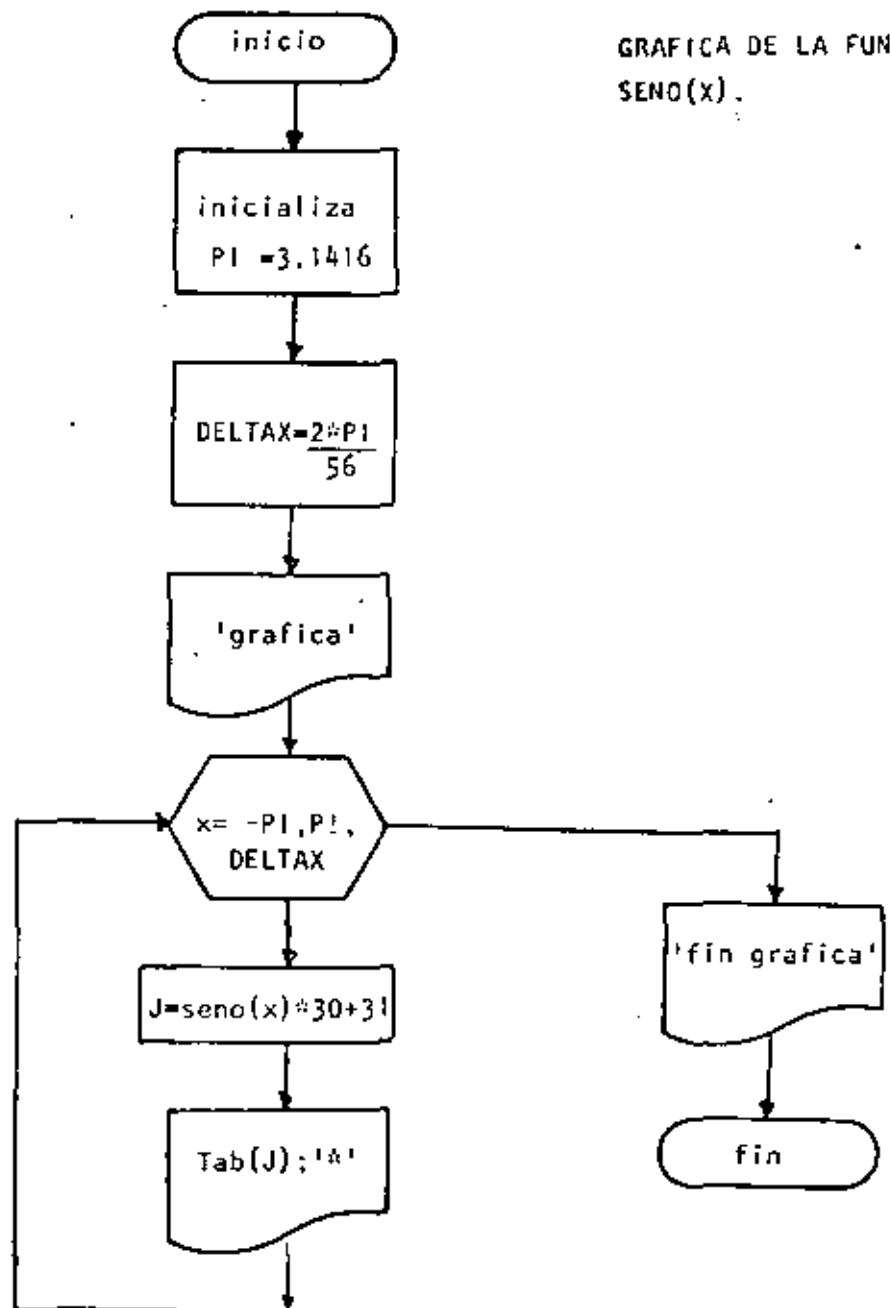 inicio
GRAFICA DE LA FUN
SENO(X).
inicializa
PI =3.1416
DELTAX=2*PI
56
'grafica'
x= -PI,PI,
DELTAX
'fin grafica'
J=seno(x)*30+31
Tab(J);'*'
fin